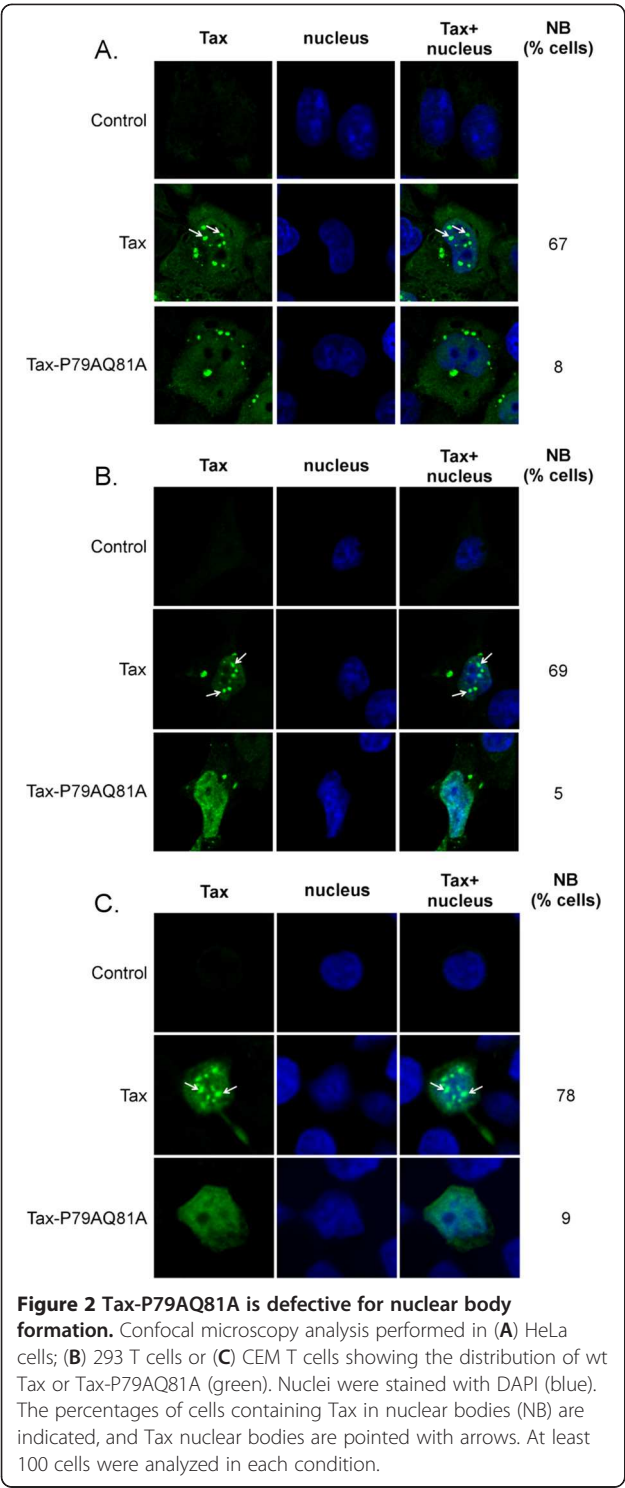 A.
Tax nucleus Tax+ nucleus NB (% cells)
Control
Tax 67
Tax-P79AQ81A 8
B.
Tax nucleus Tax+ nucleus NB (% cells)
Control
Tax 69
Tax-P79AQ81A 5
C.
Tax nucleus Tax+ nucleus NB (% cells)
Control
Tax 78
Tax-P79AQ81A 9
Figure 2 Tax-P79AQ81A is defective for nuclear body
formation. Confocal microscopy analysis performed in (A) HeLa
cells; (B) 293 T cells or (C) CEM T cells showing the distribution of wt
Tax or Tax-P79AQ81A (green). Nuclei were stained with DAPI (blue).
The percentages of cells containing Tax in nuclear bodies (NB) are
indicated, and Tax nuclear bodies are pointed with arrows. At least
100 cells were analyzed in each condition.